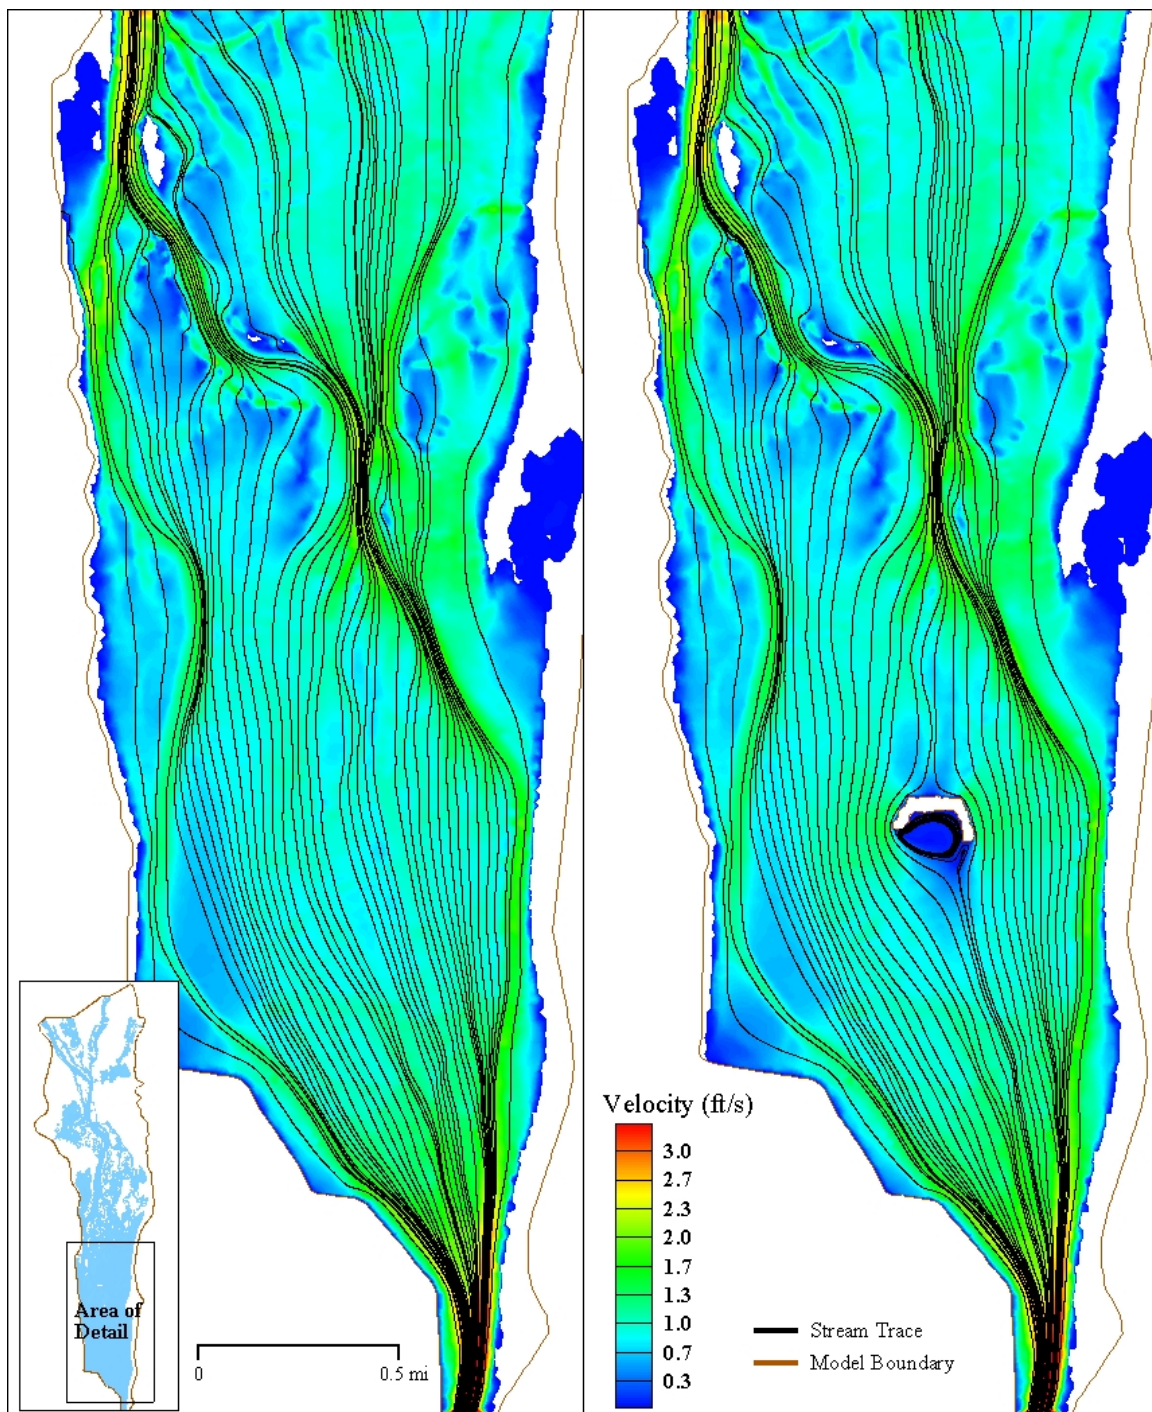 Area of
Detail
0
0.5 mi
Velocity (ft/s)
3.0
2.7
2.3
2.0
1.7
1.3
1.0
0.7
0.3
Stream Trace
Model Boundary